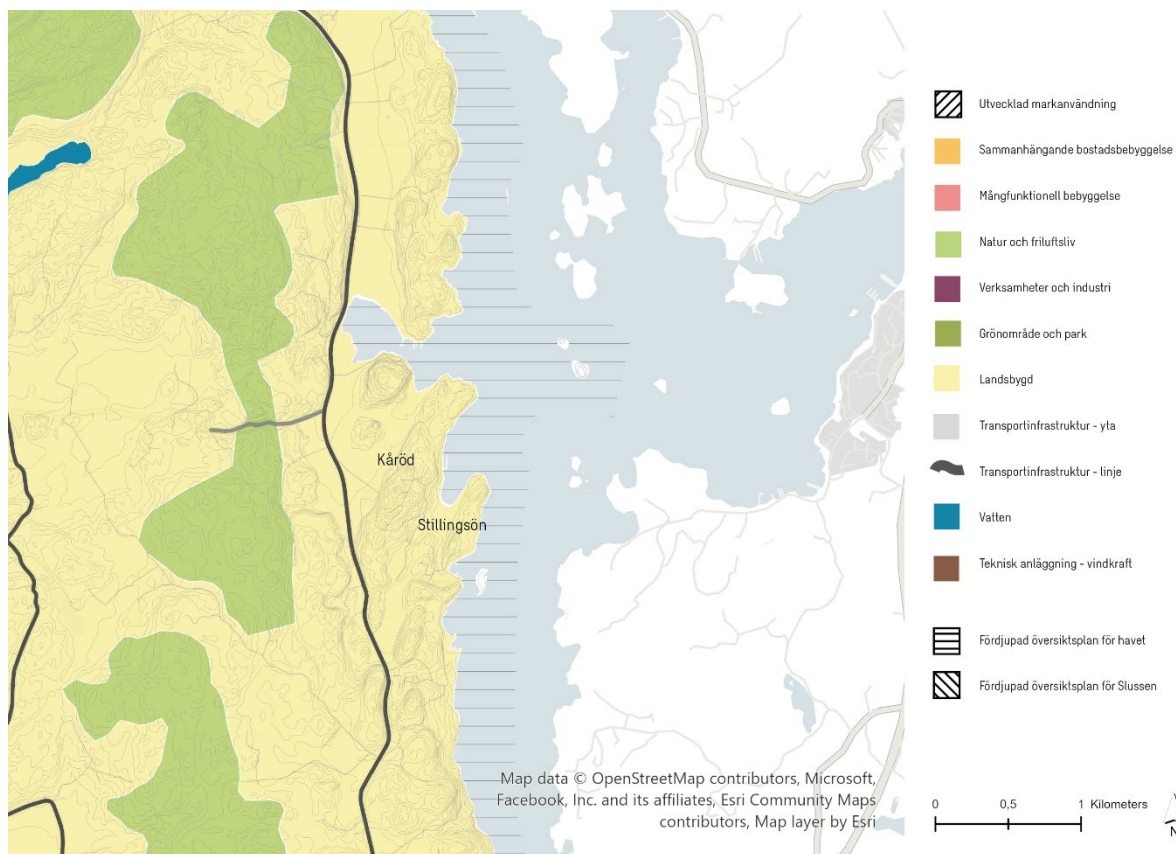 Kåröd
Stillingsön
Map data © OpenStreetMap contributors, Microsoft,
Facebook, Inc. and its affiliates, Esri Community Maps
contributors, Map layer by Esri
Utvecklad markanvändning
Sammanhängande bostadsbebyggelse
Mångfunktionell bebyggelse
Natur och friluftsliv
Verksamheter och industri
Grönområde och park
Landsbygd
Transportinfrastruktur - yta
Transportinfrastruktur - linje
Vatten
Teknisk anläggning - vindkraft
Fördjupad översiktsplan för havet
Fördjupad översiktsplan för Slussen
0 0,5 1 Kilometers
N